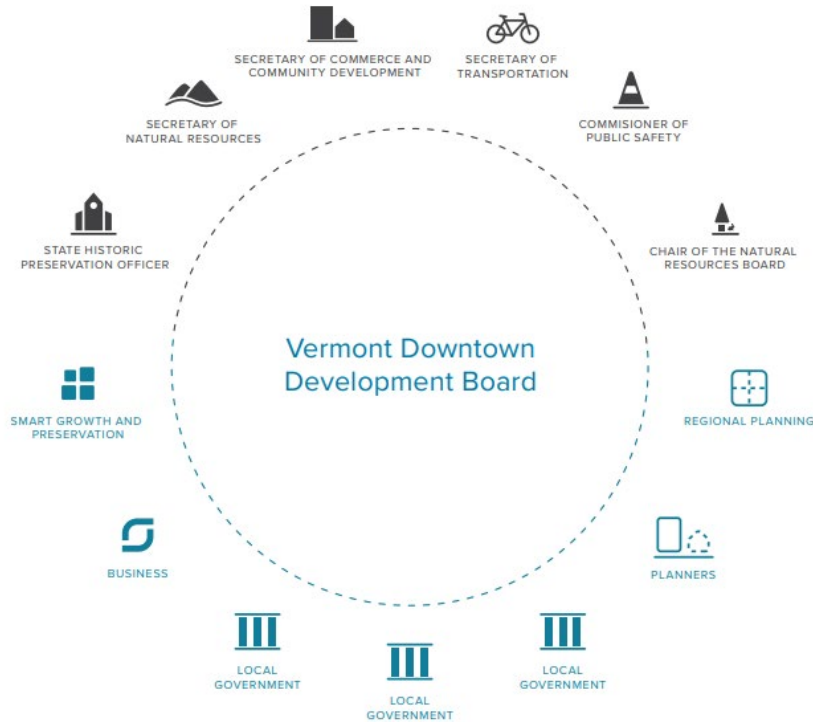 SECRETARY OF COMMERCE AND
COMMUNITY DEVELOPMENT
SECRETARY OF
TRANSPORTATION
SECRETARY OF
NATURAL RESOURCES
COMMISIONER OF
PUBLIC SAFETY
STATE HISTORIC
PRESERVATION OFFICER
CHAIR OF THE NATURAL
RESOURCES BOARD
Vermont Downtown
Development Board
SMART GROWTH AND
PRESERVATION
REGIONAL PLANNING
BUSINESS
PLANNERS
LOCAL
GOVERNMENT
LOCAL
GOVERNMENT
LOCAL
GOVERNMENT